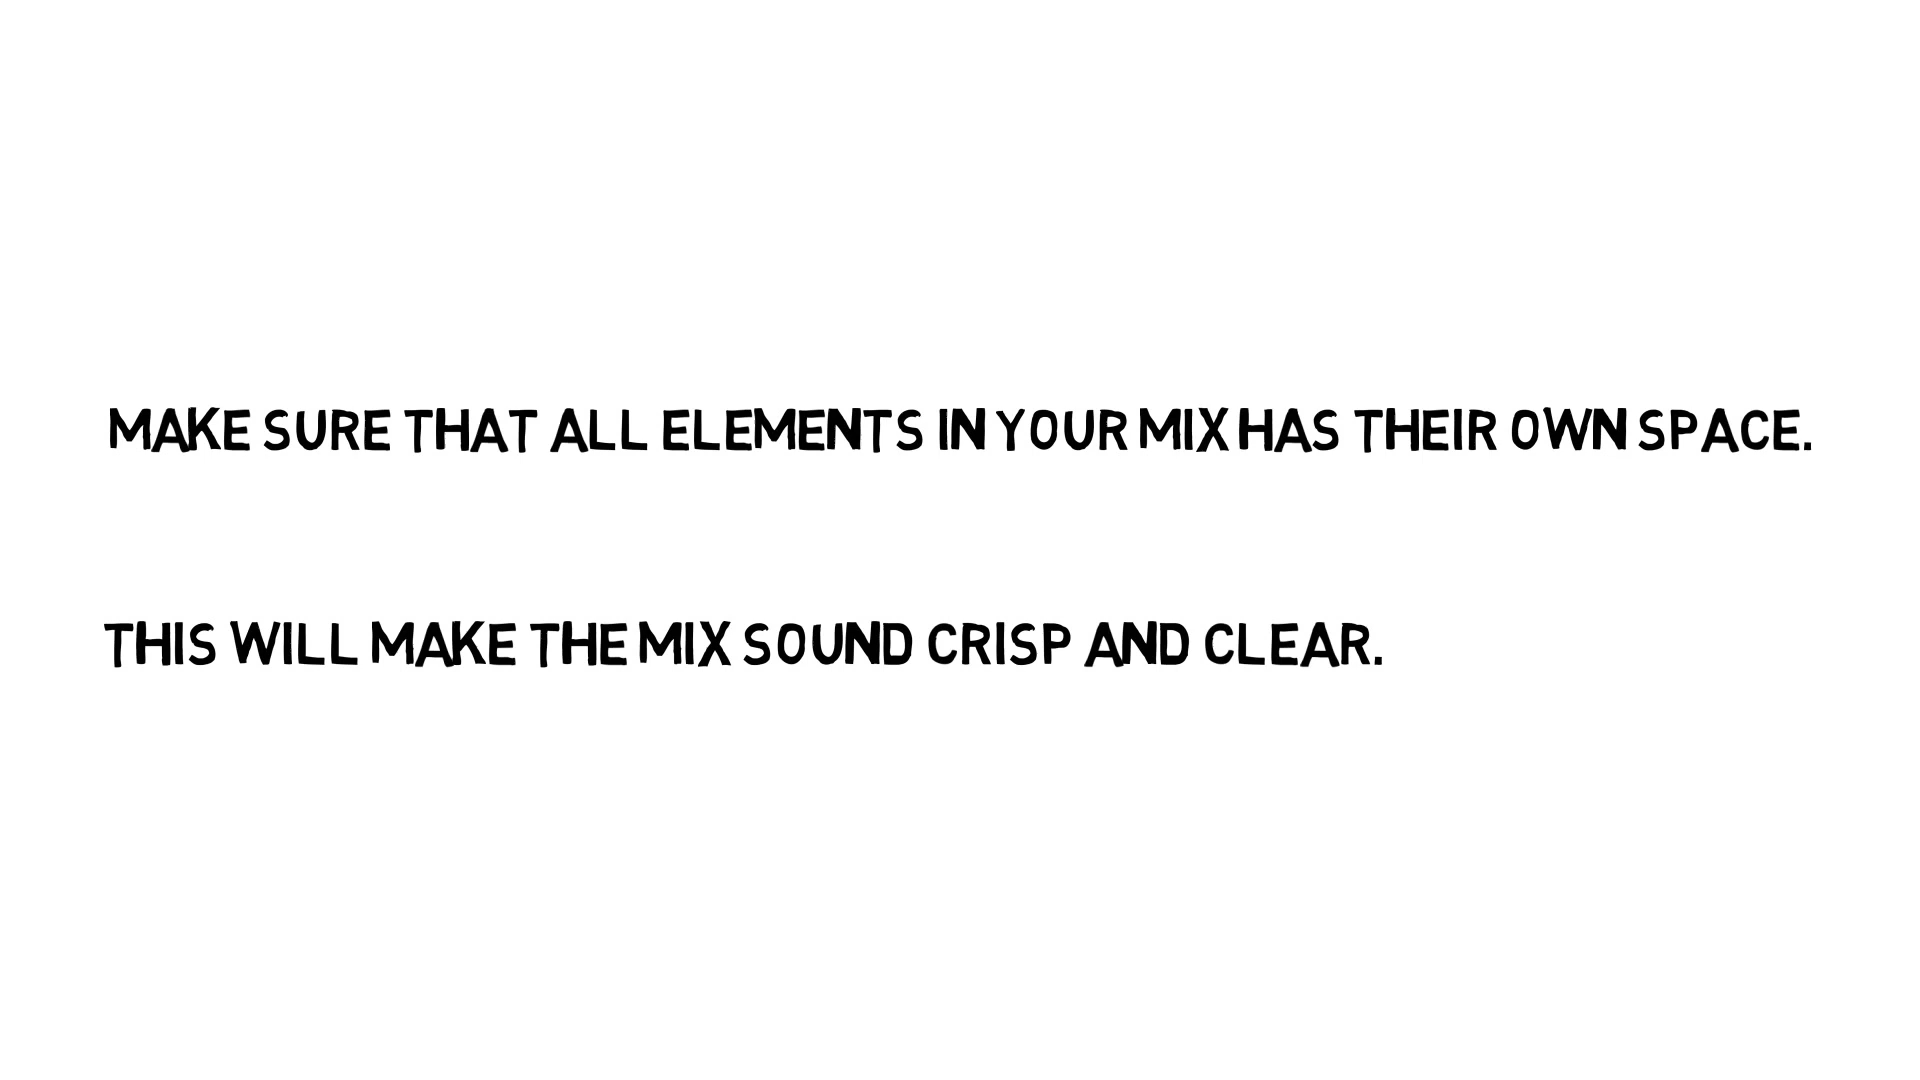 MAKE SURE THAT ALL ELEMENTS IN YOUR MIX HAS THEIR OWN SPACE.
THIS WILL MAKE THE MIX SOUND CRISP AND CLEAR.